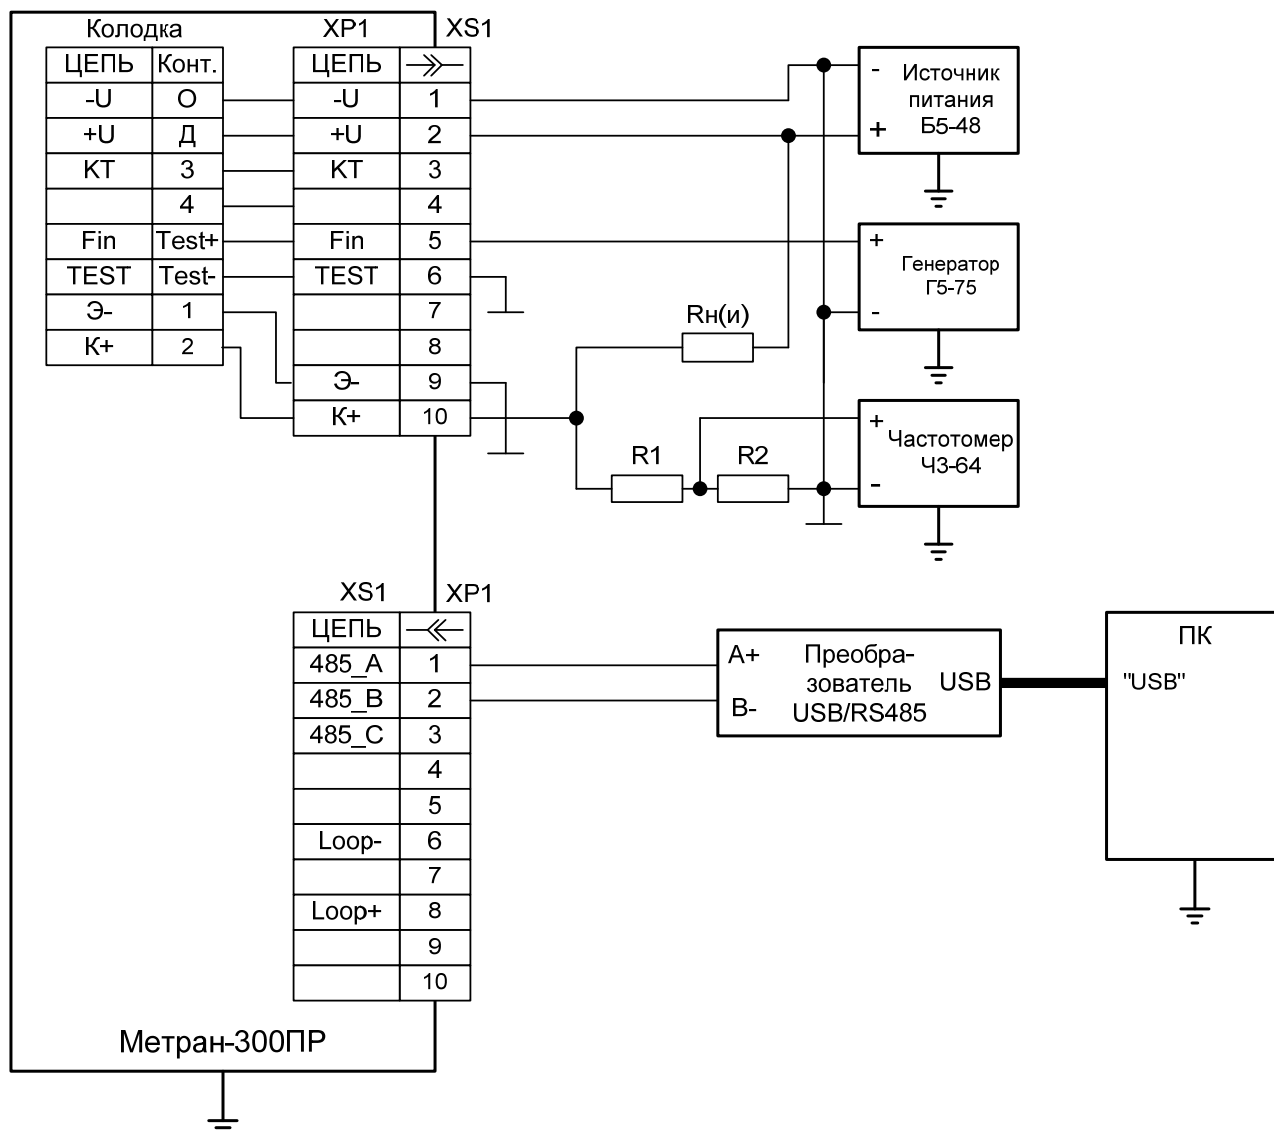 Колодка
ЦЕПЬ Конт.
-U О
+U Д
КТ 3
4
Fin Test+
TEST Test-
Э- 1
К+ 2
XP1 XS1
ЦЕПЬ
-U 1
+U 2
КТ 3
4
Fin 5
TEST 6
7
8
Э- 9
К+ 10
Rн(и)
R1
R2
- Источник
питания
+ Б5-48
+
Генератор
Г5-75
-
+
Частотомер
Ч3-64
-
XS1 XP1
ЦЕПЬ
485_A 1
485_B 2
485_C 3
4
5
Loop- 6
7
Loop+ 8
9
10
A+ Преобра-
зователь USB
B- USB/RS485
ПК
"USB"
Метран-300ПР